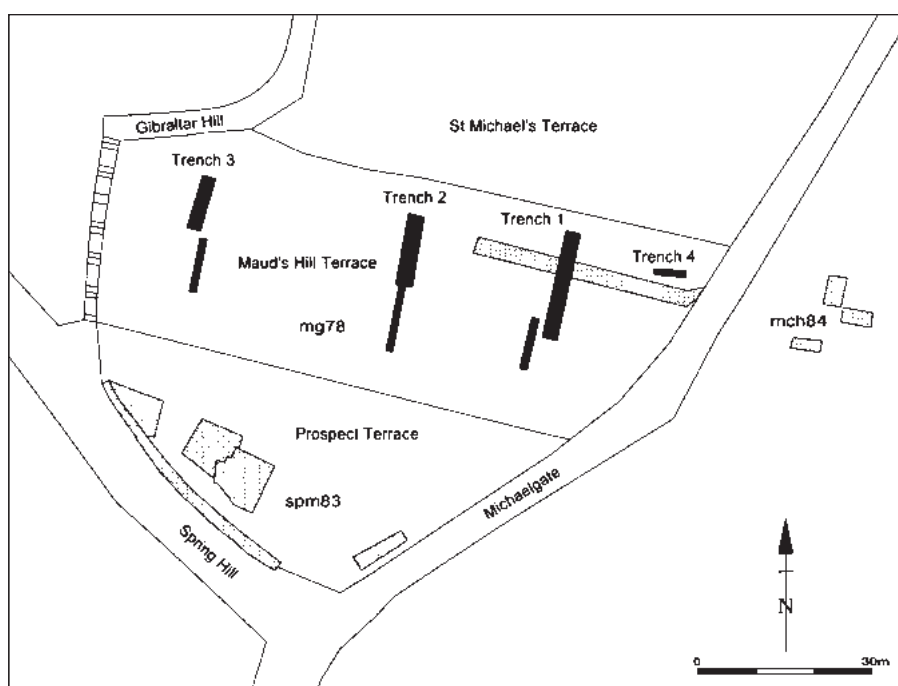 Gibraltar Hill
St Michael's Terrace
Trench 3
Trench 2
Trench 1
Trench 4
Maud's Hill Terrace
mg78
mch84
Prospect Terrace
spm83
Michaelgate
Spring Hill
N
0 30m